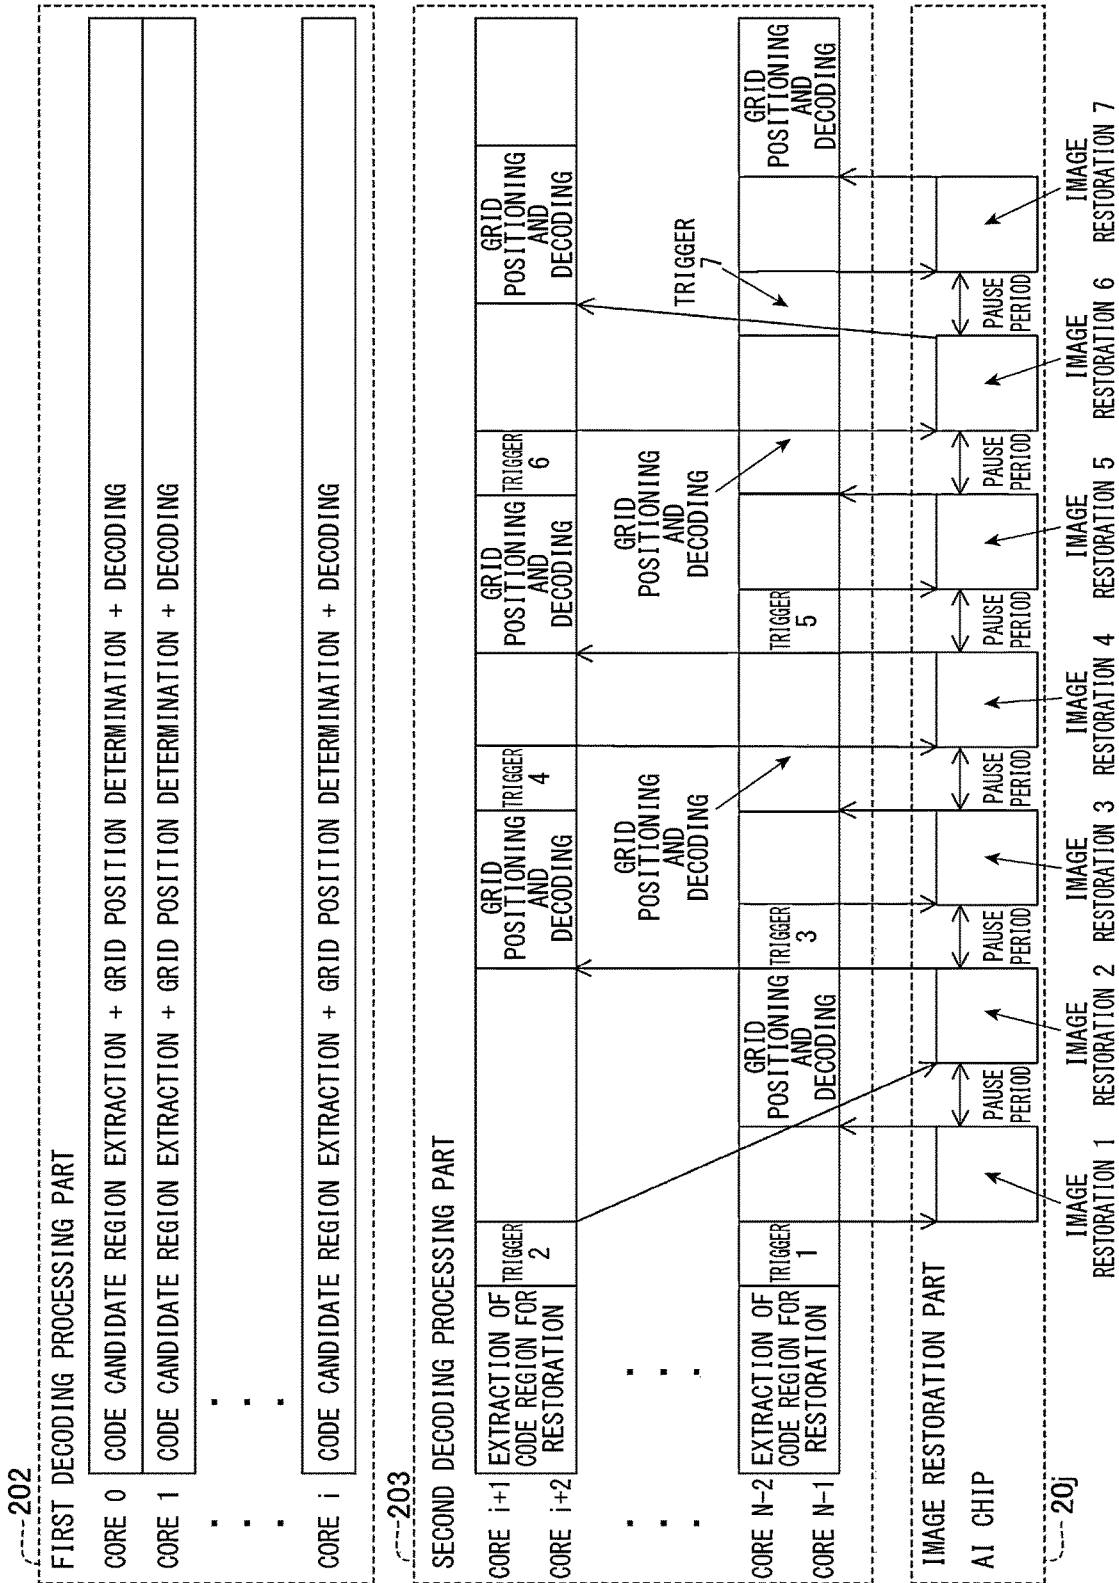 202
FIRST DECODING PROCESSING PART
CORE 0
CODE CANDIDATE REGION EXTRACTION + GRID POSITION DETERMINATION + DECODING
CORE 1
CODE CANDIDATE REGION EXTRACTION + GRID POSITION DETERMINATION + DECODING
CORE i
CODE CANDIDATE REGION EXTRACTION + GRID POSITION DETERMINATION + DECODING
203
SECOND DECODING PROCESSING PART
CORE i+1
CORE i+2
EXTRACTION OF
CODE REGION FOR
RESTORATION
TRIGGER
2
GRID
POSITIONING
AND
DECODING
TRIGGER
4
GRID
POSITIONING
AND
DECODING
TRIGGER
6
GRID
POSITIONING
AND
DECODING
GRID
POSITIONING
AND
DECODING
GRID
POSITIONING
AND
DECODING
TRIGGER
7
CORE N-2
CORE N-1
EXTRACTION OF
CODE REGION FOR
RESTORATION
TRIGGER
1
GRID
POSITIONING
AND
DECODING
TRIGGER
3
TRIGGER
5
GRID
POSITIONING
AND
DECODING
IMAGE RESTORATION PART
AI CHIP
PAUSE
PERIOD
PAUSE
PERIOD
PAUSE
PERIOD
PAUSE
PERIOD
PAUSE
PERIOD
PAUSE
PERIOD
20j
IMAGE
RESTORATION 1
IMAGE
RESTORATION 2
IMAGE
RESTORATION 3
IMAGE
RESTORATION 4
IMAGE
RESTORATION 5
IMAGE
RESTORATION 6
IMAGE
RESTORATION 7